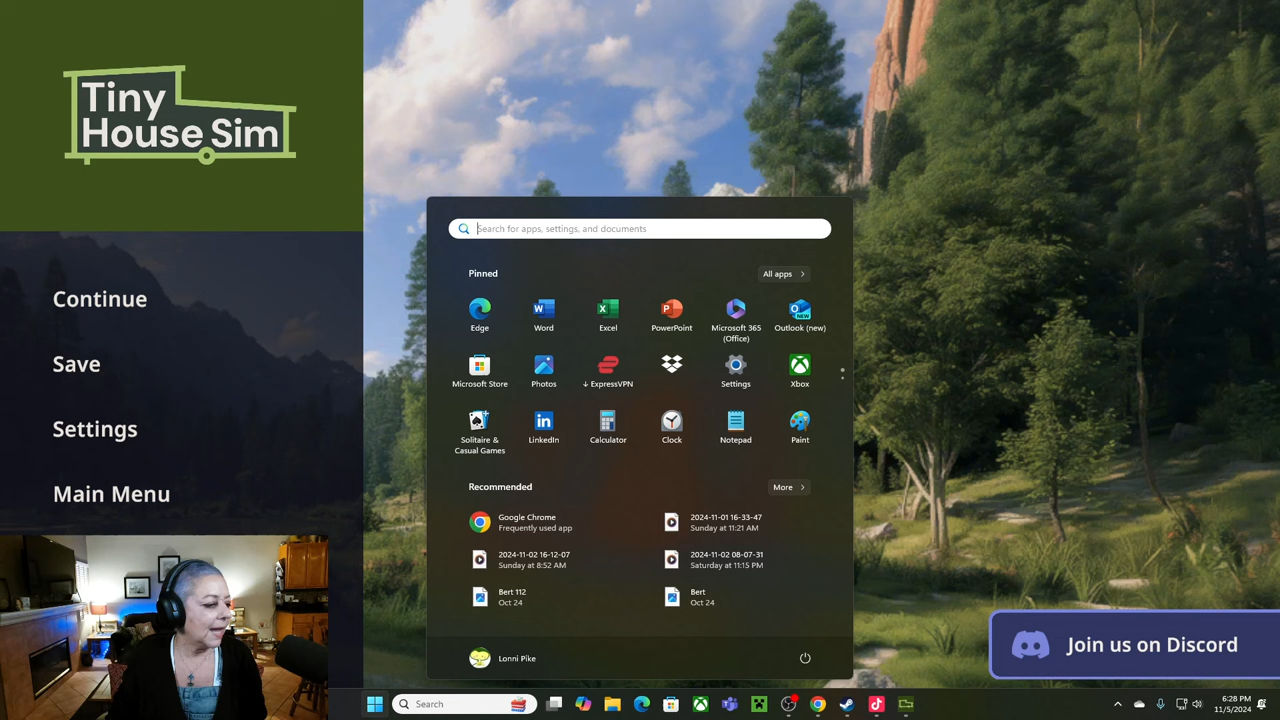 Tiny
House Sim
Continue
Save
Settings
Main Menu
Search for apps, settings, and documents
Pinned
All apps
Edge
Word
Excel
PowerPoint
Microsoft 365
(Office)
Outlook (new)
NEW
Microsoft Store
Photos
↓ ExpressVPN
Settings
Xbox
Solitaire &
Casual Games
LinkedIn
Calculator
Clock
Notepad
Paint
Recommended
More
Google Chrome
Frequently used app
2024-11-01 16-33-47
Sunday at 11:21 AM
2024-11-02 16-12-07
Sunday at 8:52 AM
2024-11-02 08-07-31
Saturday at 11:15 PM
Bert 112
Oct 24
Bert
Oct 24
Lonni Pike
Join us on Discord
Search
6:28 PM
11/5/2024